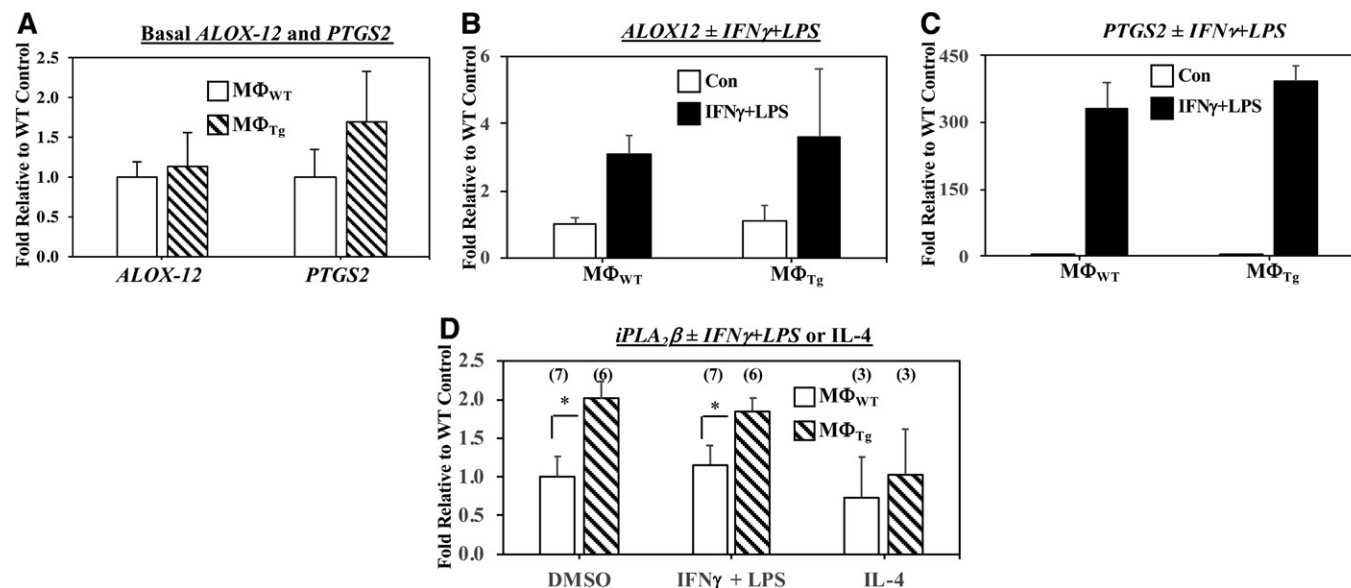 A
Basal ALOX-12 and PTGS2
Fold Relative to WT Control
2.5
2.0
1.5
1.0
0.5
0.0
MΦWT
MΦTg
ALOX-12
PTGS2
B
ALOX12 ± IFNγ+LPS
Fold Relative to WT Control
6
4
2
0
Con
IFNγ+LPS
MΦWT
MΦTg
C
PTGS2 ± IFNγ+LPS
Fold Relative to WT Control
450
300
150
0
Con
IFNγ+LPS
MΦWT
MΦTg
D
iPLA₂β ± IFNγ+LPS or IL-4
Fold Relative to WT Control
2.5
2.0
1.5
1.0
0.5
0.0
(7) (6) (7) (6) (3) (3)
* *
MΦWT
MΦTg
DMSO IFNγ + LPS IL-4